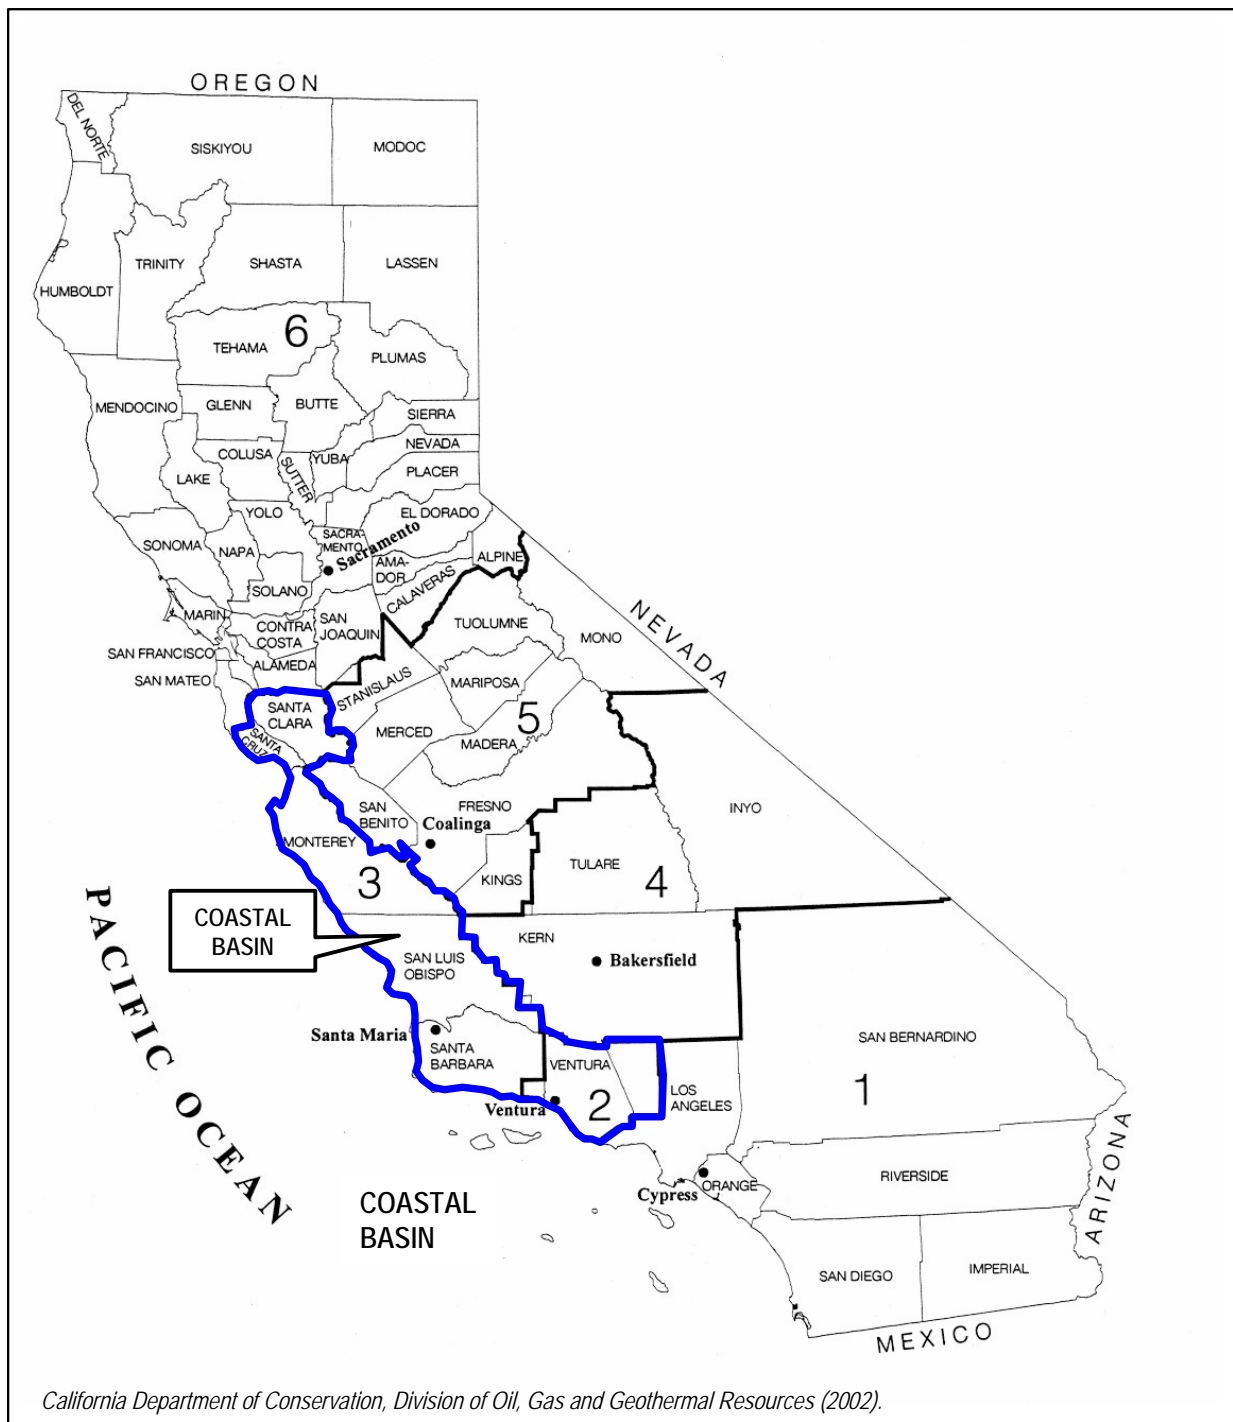 OREGON
DEL NORTE
SISKIYOU
MODOC
TRINITY
SHASTA
LASSEN
HUMBOLDT
6
TEHAMA
PLUMAS
MENDOCINO
GLENN
BUTTE
SIERRA
NEVADA
COLUSA
SUTTER
YUBA
PLACER
LAKE
YOLO
EL DORADO
SONOMA
NAPA
SACRA-
MENTO
Sacramento
ALPINE
AMA-
DOR
SOLANO
CALAVERAS
MARIN
CONTRA
COSTA
SAN
JOAQUIN
TUOLUMNE
MONO
NEVADA
SAN FRANCISCO
ALAMEDA
SAN MATEO
STANISLAUS
MARIPOSA
SANTA
CLARA
5
MERCED
SANTA
CRUZ
MADERA
SAN
BENITO
FRESNO
INYO
Coalinga
MONTEREY
TULARE
3
KINGS
4
PACIFIC OCEAN
COASTAL
BASIN
KERN
SAN LUIS
OBISPO
Bakersfield
Santa Maria
SANTA
BARBARA
VENTURA
SAN BERNARDINO
LOS
ANGELES
1
Ventura
2
ARIZONA
RIVERSIDE
Cypress
ORANGE
COASTAL
BASIN
SAN DIEGO
IMPERIAL
MEXICO
California Department of Conservation, Division of Oil, Gas and Geothermal Resources (2002).